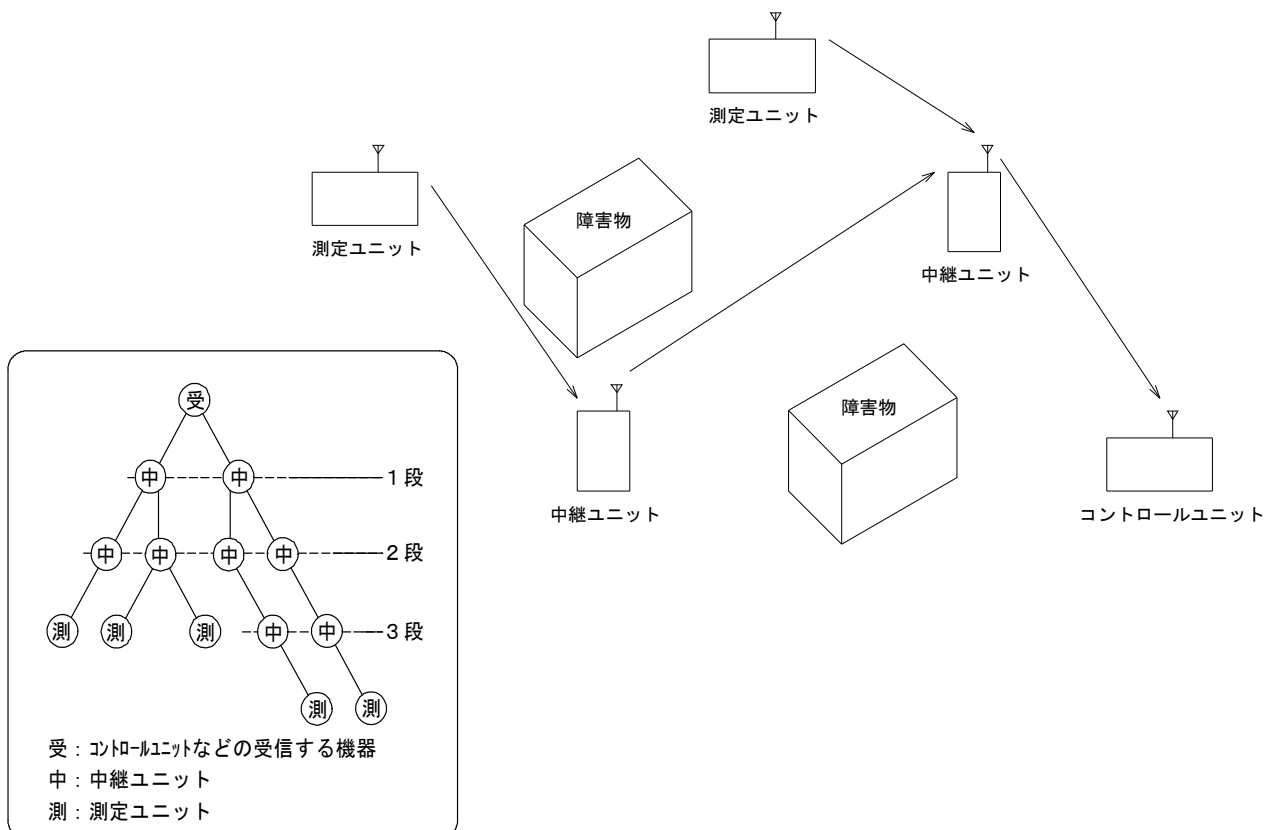 測定ユニット
測定ユニット
障害物
中継ユニット
障害物
中継ユニット
コントロールユニット
受
中 中 1段
中 中 中 中 2段
測 測 測 中 中 3段
測 測
受:コントロールユニットなどの受信する機器
中:中継ユニット
測:測定ユニット